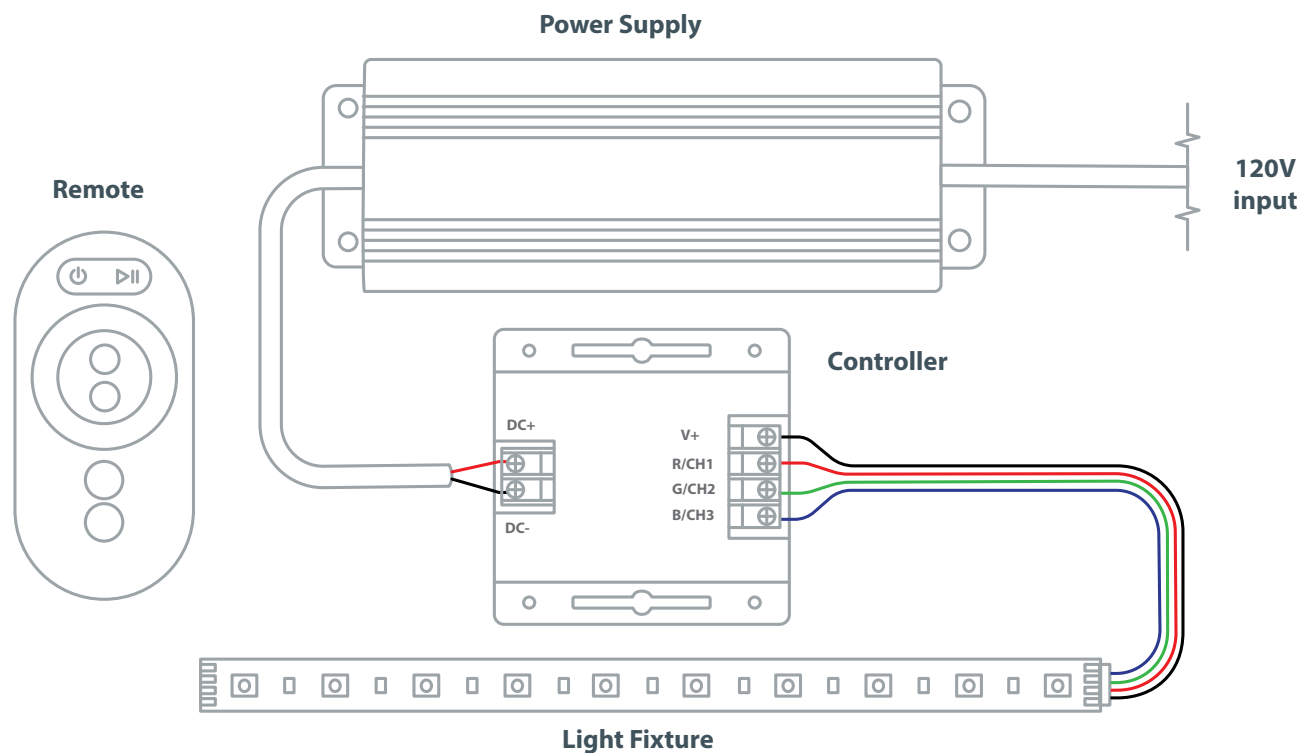 Power Supply
120V
input
Remote
Controller
DC+
DC-
V+
R/CH1
G/CH2
B/CH3
Light Fixture